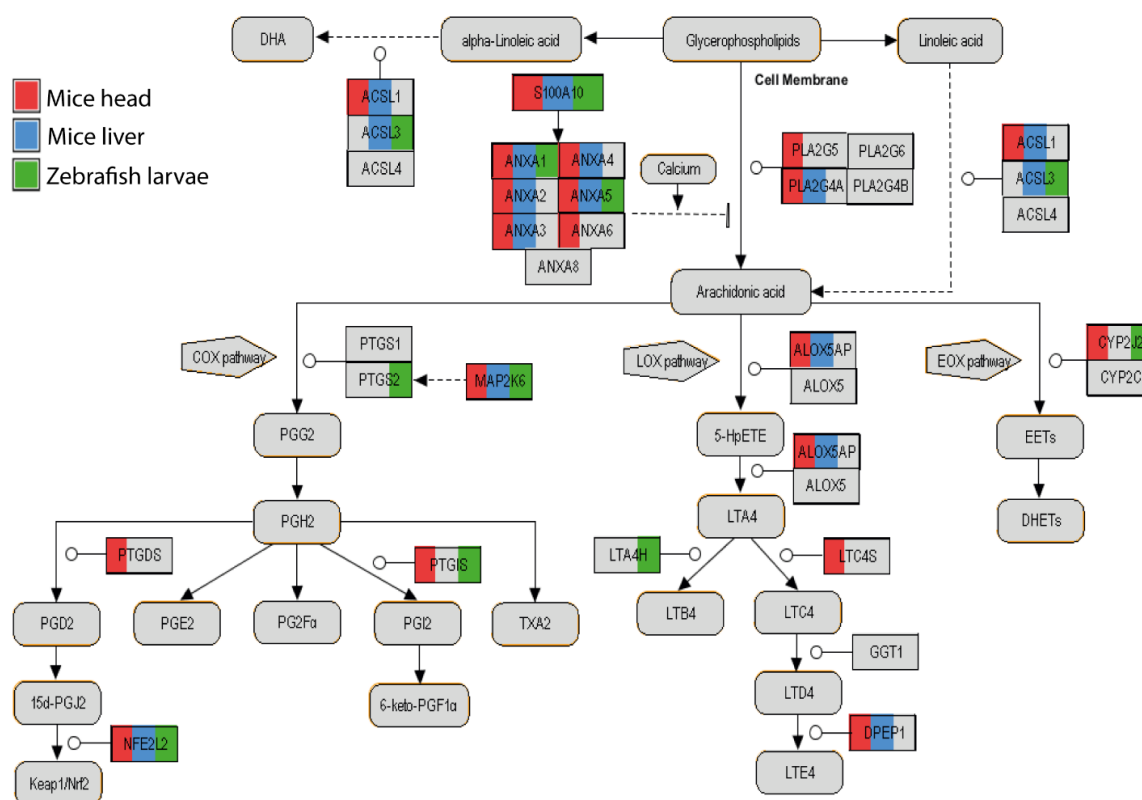 DHA
alpha-Linoleic acid
Glycerophospholipids
Linoleic acid
Cell Membrane
Mice head
Mice liver
Zebrafish larvae
ACSL1
ACSL3
ACSL4
S100A10
ANXA1 ANXA4
ANXA2 ANXA5
ANXA3 ANXA6
ANXA8
Calcium
PLA2G5 PLA2G6
PLA2G4A PLA2G4B
ACSL1
ACSL3
ACSL4
Arachidonic acid
COX pathway
PTGS1
PTGS2
MAP2K6
LOX pathway
ALOX5AP
ALOX5
EOX pathway
CYP2J2
CYP2C
PGG2
5-HpETE
EETs
ALOX5AP
ALOX5
PGH2
LTA4
DHETs
PTGDS
PTGIS
LTA4H
LTC4S
PGD2
PGE2
PG2Fα
PGI2
TXA2
LTB4
LTC4
GGT1
15d-PGJ2
6-keto-PGF1α
LTD4
NFE2L2
DPEP1
Keap1/Nrf2
LTE4